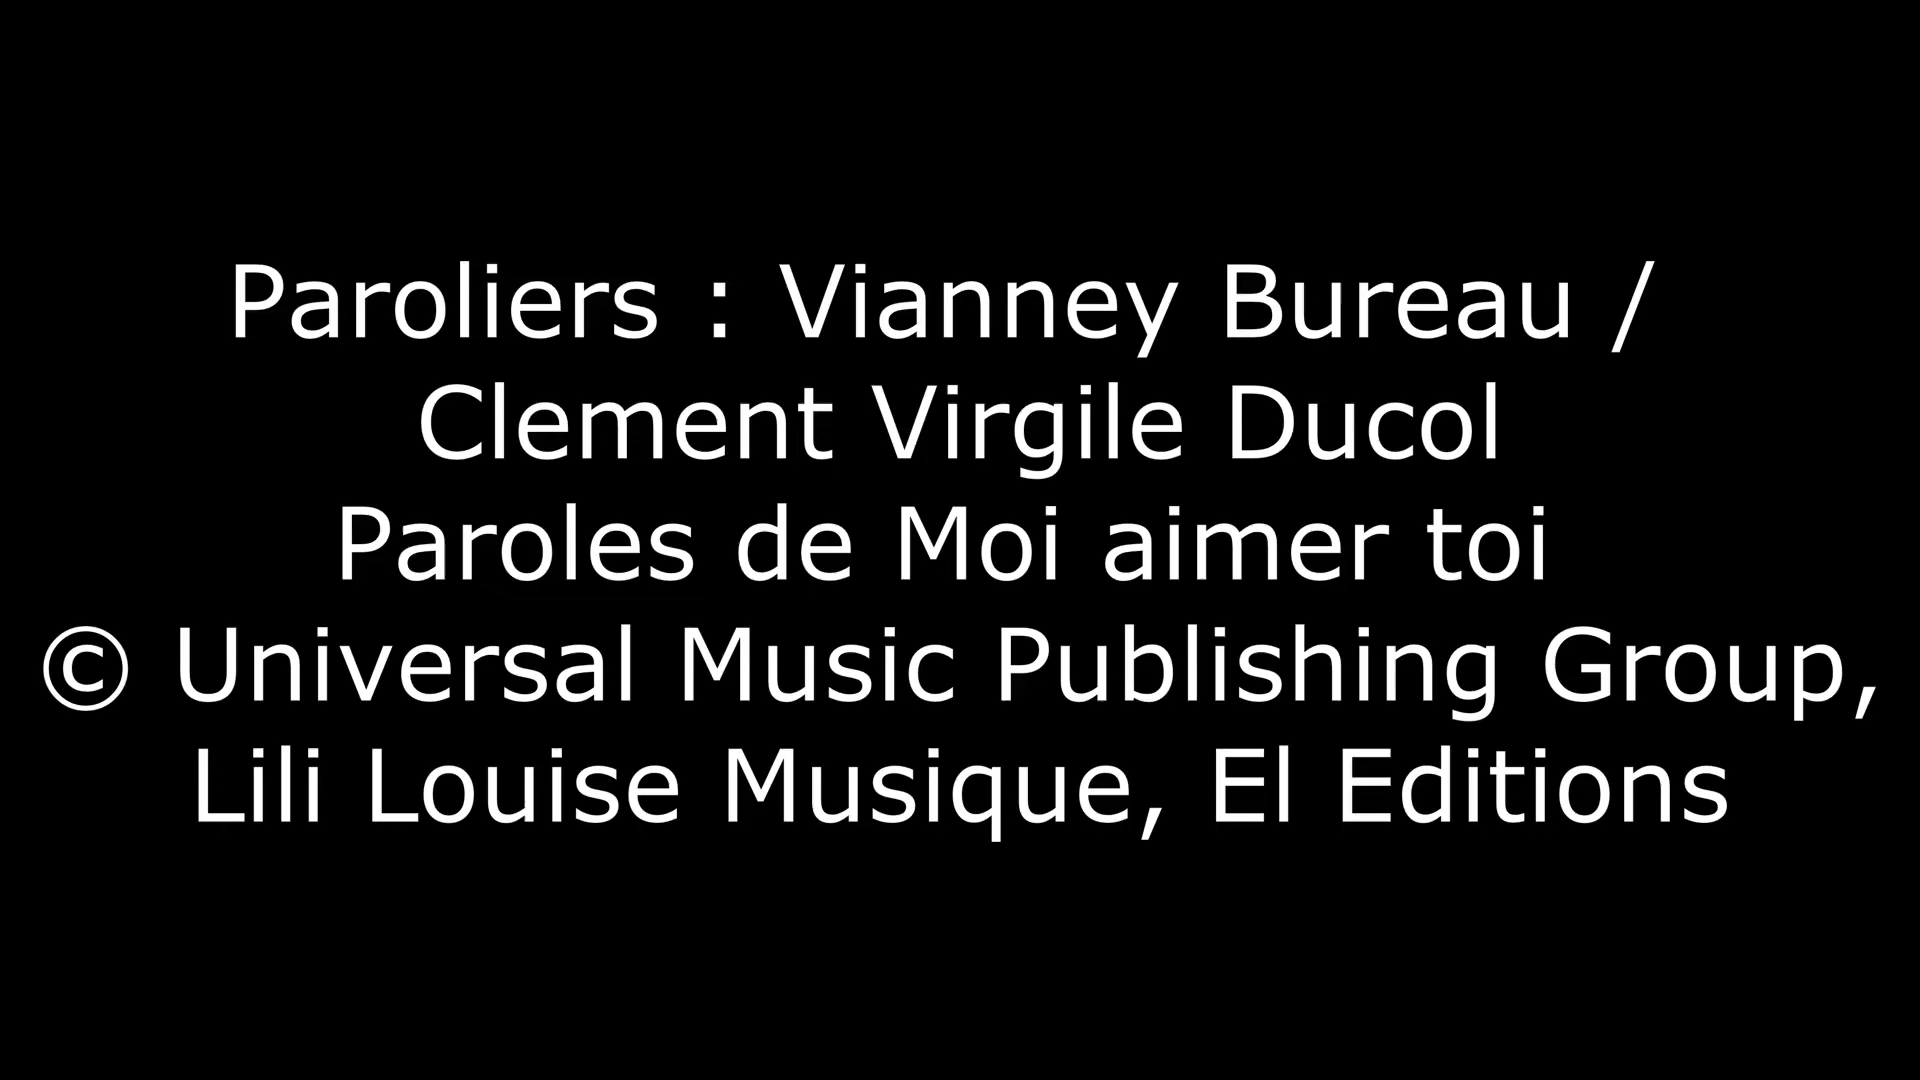 Paroliers : Vianney Bureau /
Clement Virgile Ducol
Paroles de Moi aimer toi
© Universal Music Publishing Group,
Lili Louise Musique, El Editions